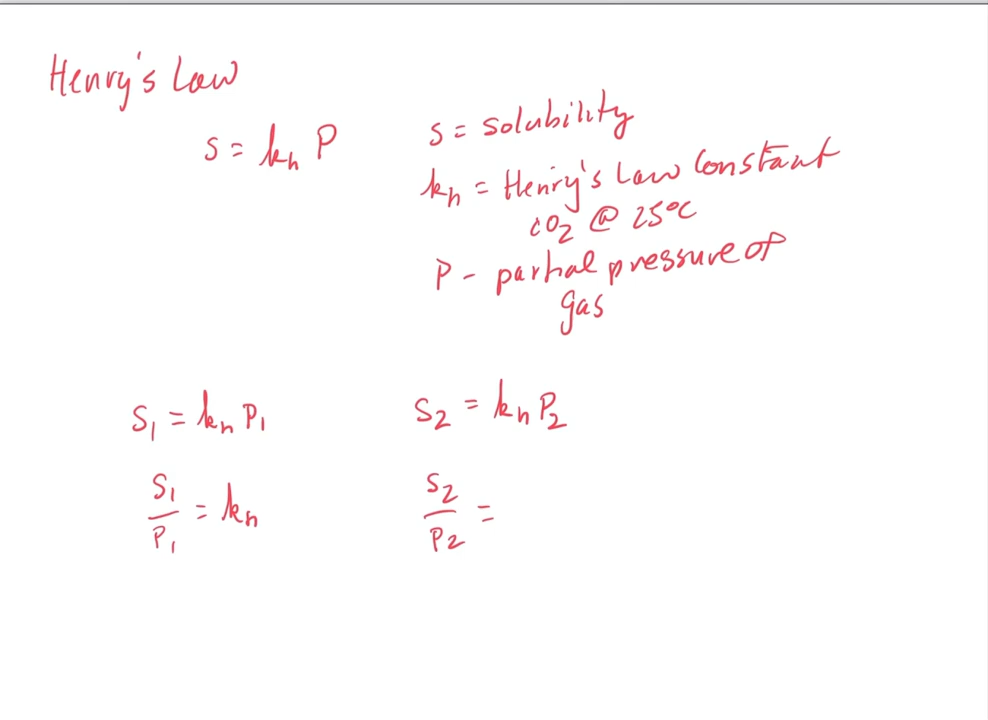 Henry's Law
s = kh P
s = solubility
kh = Henry's Law Constant
CO2 @ 25°C
P - partial pressure of
gas
S1 = kh P1
S2 = kh P2
S1/P1 = kh
S2/P2 =